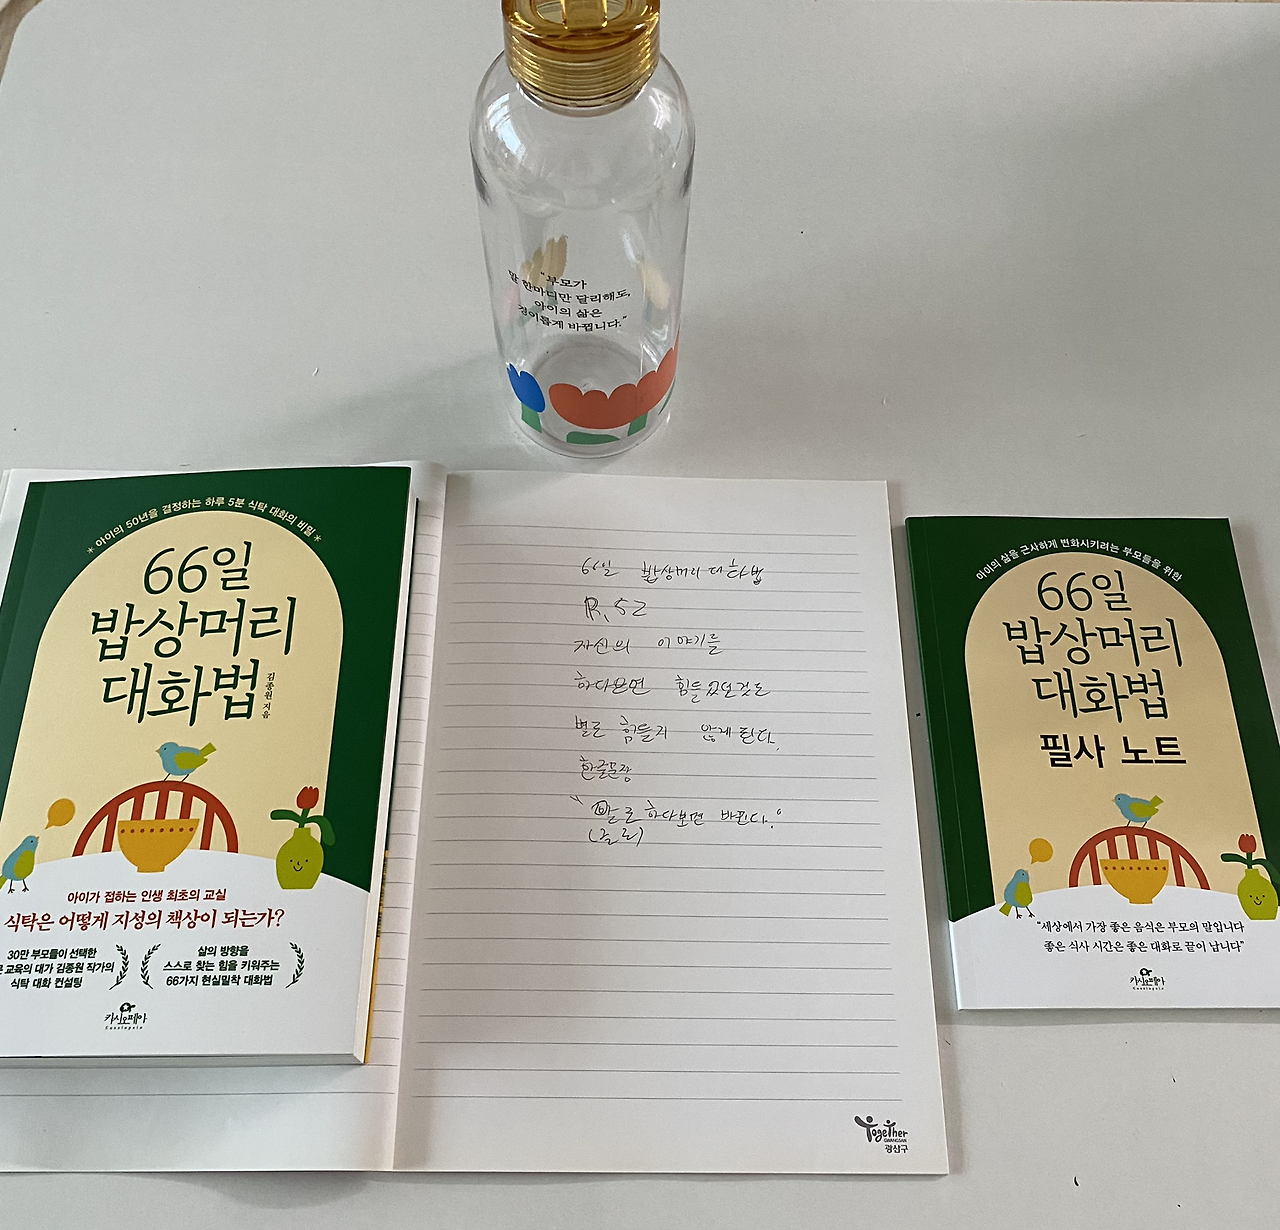 “부모가
말 한마디만 달리해도,
아이의 삶은
경이롭게 바뀝니다.”
* 아이의 50년을 결정하는 하루 5분 식탁 대화의 비밀 *
66일
밥상머리
대화법
김종원 지음
아이가 접하는 인생 최초의 교실
식탁은 어떻게 지성의 책상이 되는가?
30만 부모들이 선택한
교육의 대가 김종원 작가의
식탁 대화 컨설팅
삶의 방향을
스스로 찾는 힘을 키워주는
66가지 현실밀착 대화법
카시오페아
Cassiopeia
66일 밥상머리 대화법
P. 52
자신의 이야기를
하다보면 힘들었던것도
별로 힘들지 않게 된다.
한줄문장
"말로 하다보면 바뀐다."
Together
GWANGSAN
광산구
아이의 삶을 근사하게 변화시키려는 부모들을 위한
66일
밥상머리
대화법
필사 노트
“세상에서 가장 좋은 음식은 부모의 말입니다
좋은 식사 시간은 좋은 대화로 끝이 납니다”
카시오페아
Cassiopeia